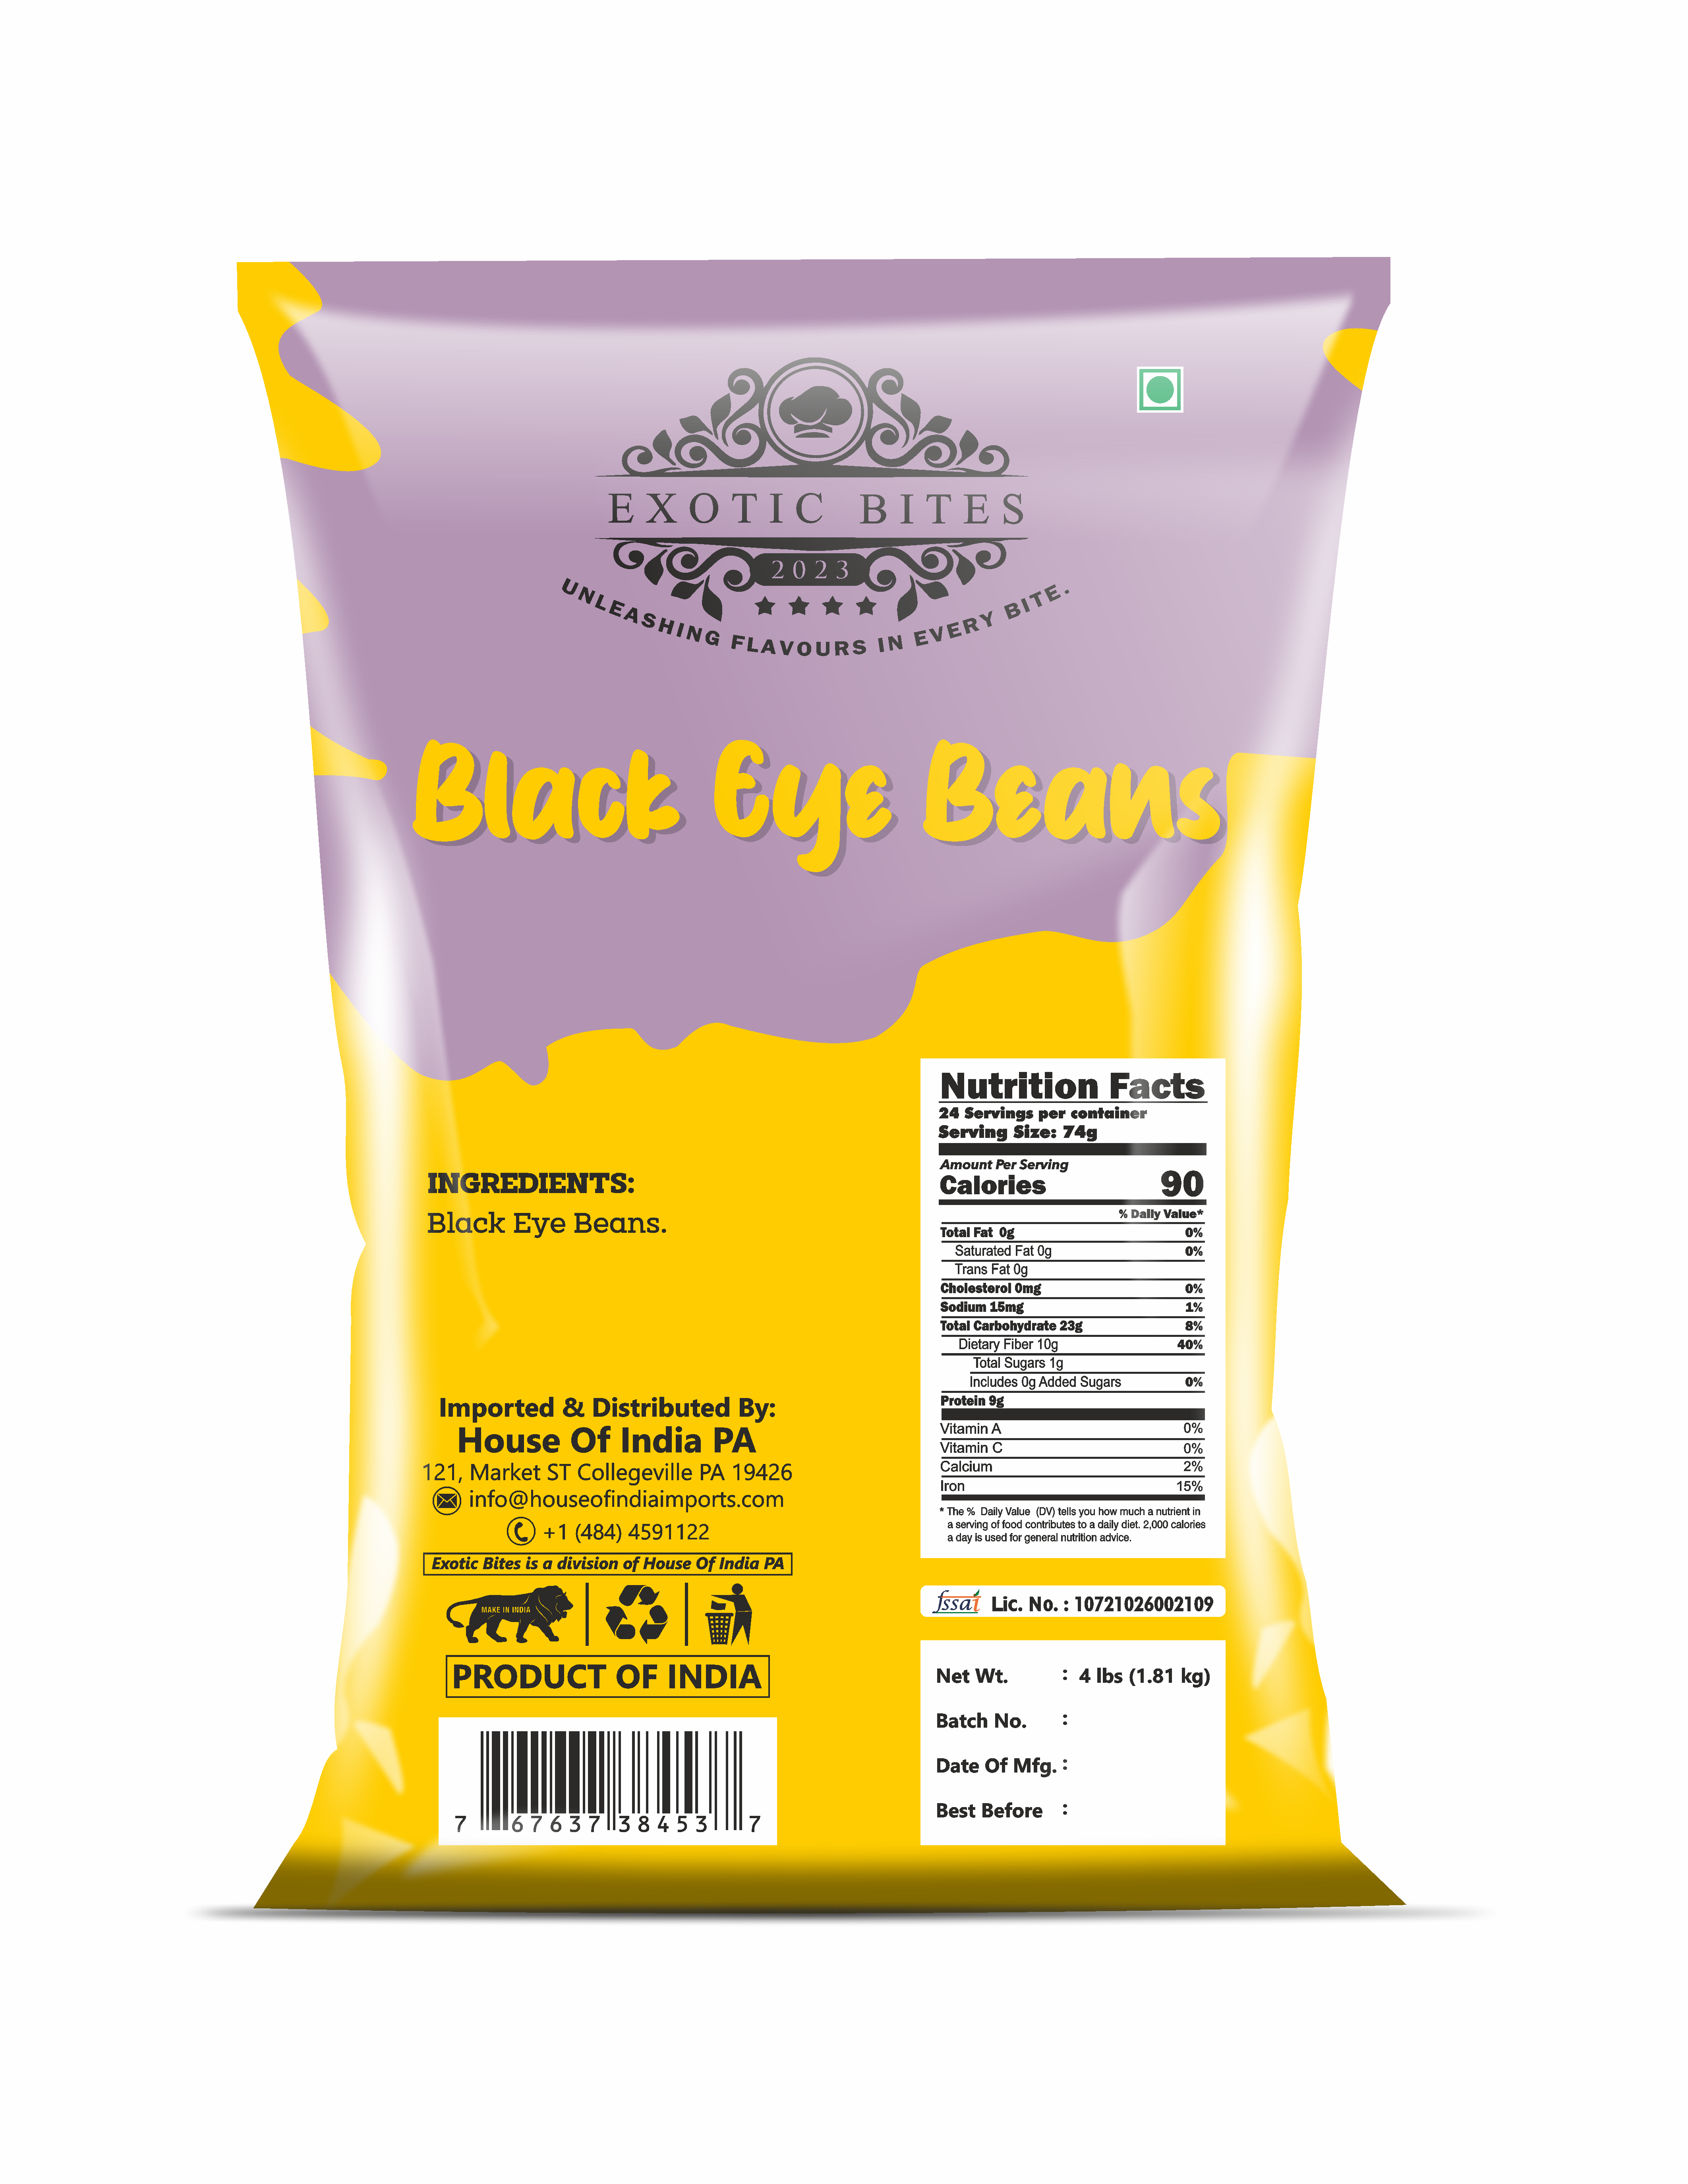 EXOTIC BITES
2023
UNLEASHING FLAVOURS IN EVERY BITE.
Black Eye Beans
INGREDIENTS:
Black Eye Beans.
Imported & Distributed By:
House Of India PA
121, Market ST Collegeville PA 19426
info@houseofindiaimports.com
+1 (484) 4591122
Exotic Bites is a division of House Of India PA
MAKE IN INDIA
PRODUCT OF INDIA
7 67637 38453 7
Nutrition Facts
24 Servings per container
Serving Size: 74g
Amount Per Serving
Calories 90
% Daily Value*
Total Fat 0g 0%
Saturated Fat 0g 0%
Trans Fat 0g
Cholesterol 0mg 0%
Sodium 15mg 1%
Total Carbohydrate 23g 8%
Dietary Fiber 10g 40%
Total Sugars 1g
Includes 0g Added Sugars 0%
Protein 9g
Vitamin A 0%
Vitamin C 0%
Calcium 2%
Iron 15%
* The % Daily Value (DV) tells you how much a nutrient in
a serving of food contributes to a daily diet. 2,000 calories
a day is used for general nutrition advice.
fssai Lic. No. : 10721026002109
Net Wt. : 4 lbs (1.81 kg)
Batch No. :
Date Of Mfg. :
Best Before :